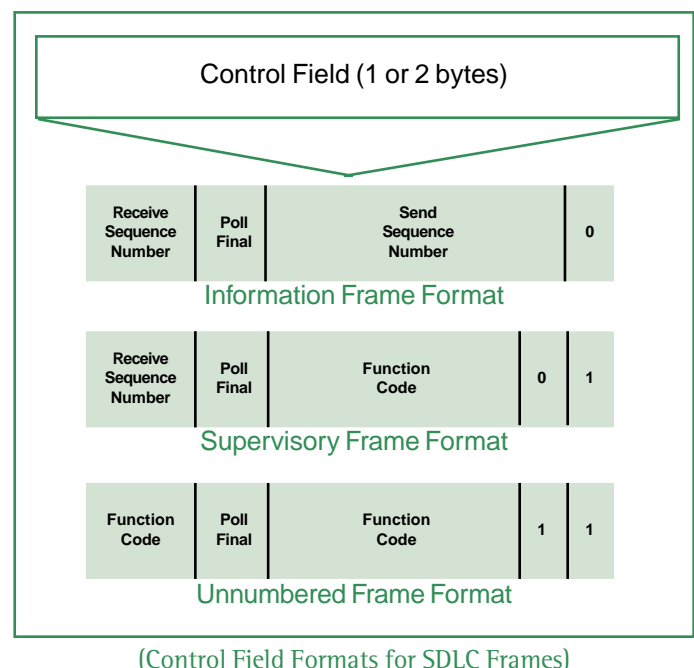 Control Field (1 or 2 bytes)
Receive
Sequence
Number
Poll
Final
Send
Sequence
Number
0
Information Frame Format
Receive
Sequence
Number
Poll
Final
Function
Code
0
1
Supervisory Frame Format
Function
Code
Poll
Final
Function
Code
1
1
Unnumbered Frame Format
(Control Field Formats for SDLC Frames)